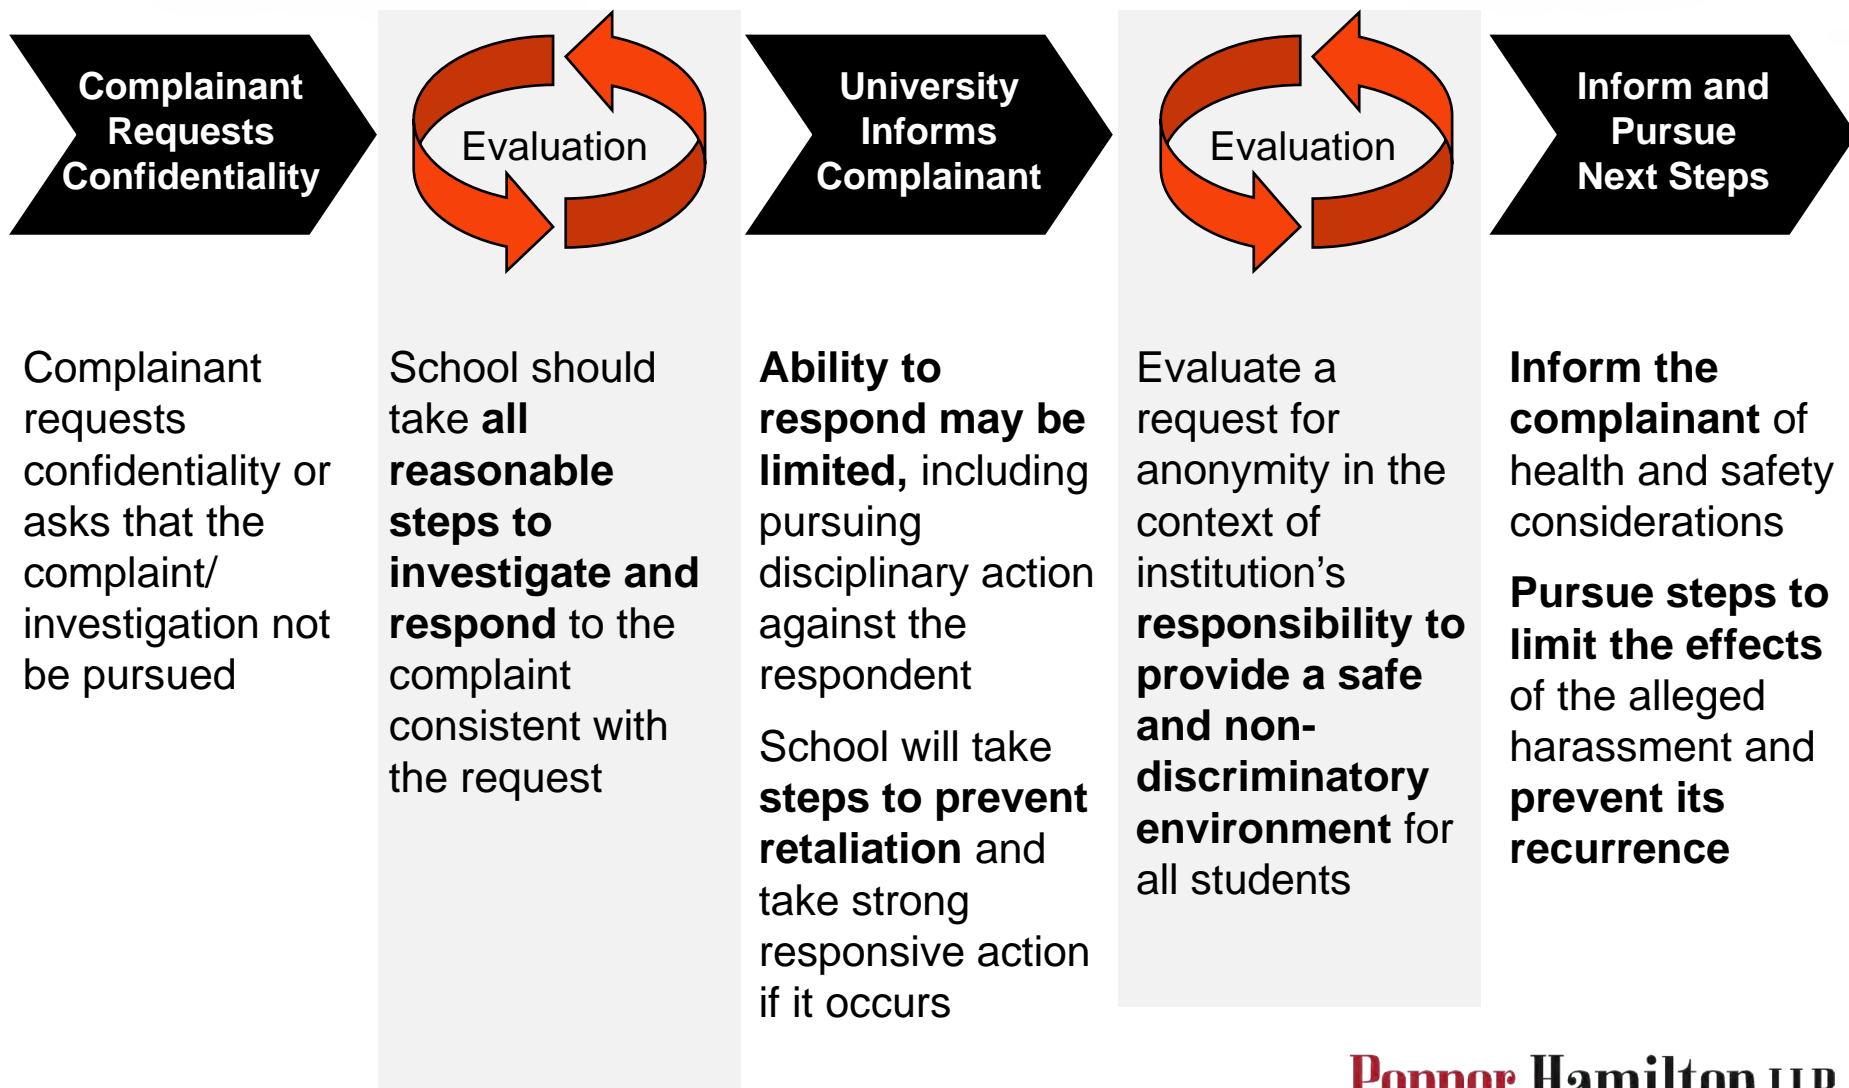 Complainant
Requests
Confidentiality
Evaluation
University
Informs
Complainant
Evaluation
Inform and
Pursue
Next Steps
Complainant
requests
confidentiality or
asks that the
complaint/
investigation not
be pursued
School should
take all
reasonable
steps to
investigate and
respond to the
complaint
consistent with
the request
Ability to
respond may be
limited, including
pursuing
disciplinary action
against the
respondent
School will take
steps to prevent
retaliation and
take strong
responsive action
if it occurs
Evaluate a
request for
anonymity in the
context of
institution’s
responsibility to
provide a safe
and non-
discriminatory
environment for
all students
Inform the
complainant of
health and safety
considerations
Pursue steps to
limit the effects
of the alleged
harassment and
prevent its
recurrence
Hamilton LLP